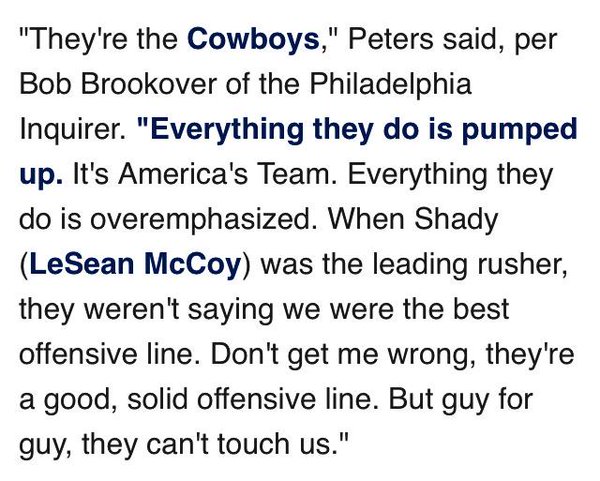 "They're the Cowboys," Peters said, per
Bob Brookover of the Philadelphia
Inquirer. "Everything they do is pumped
up. It's America's Team. Everything they
do is overemphasized. When Shady
(LeSean McCoy) was the leading rusher,
they weren't saying we were the best
offensive line. Don't get me wrong, they're
a good, solid offensive line. But guy for
guy, they can't touch us."